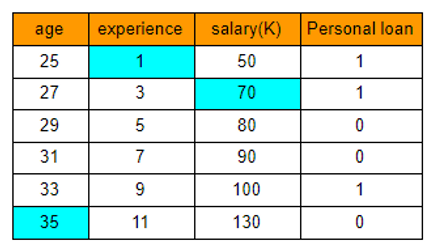 age experience salary(K) Personal loan
25 1 50 1
27 3 70 1
29 5 80 0
31 7 90 0
33 9 100 1
35 11 130 0